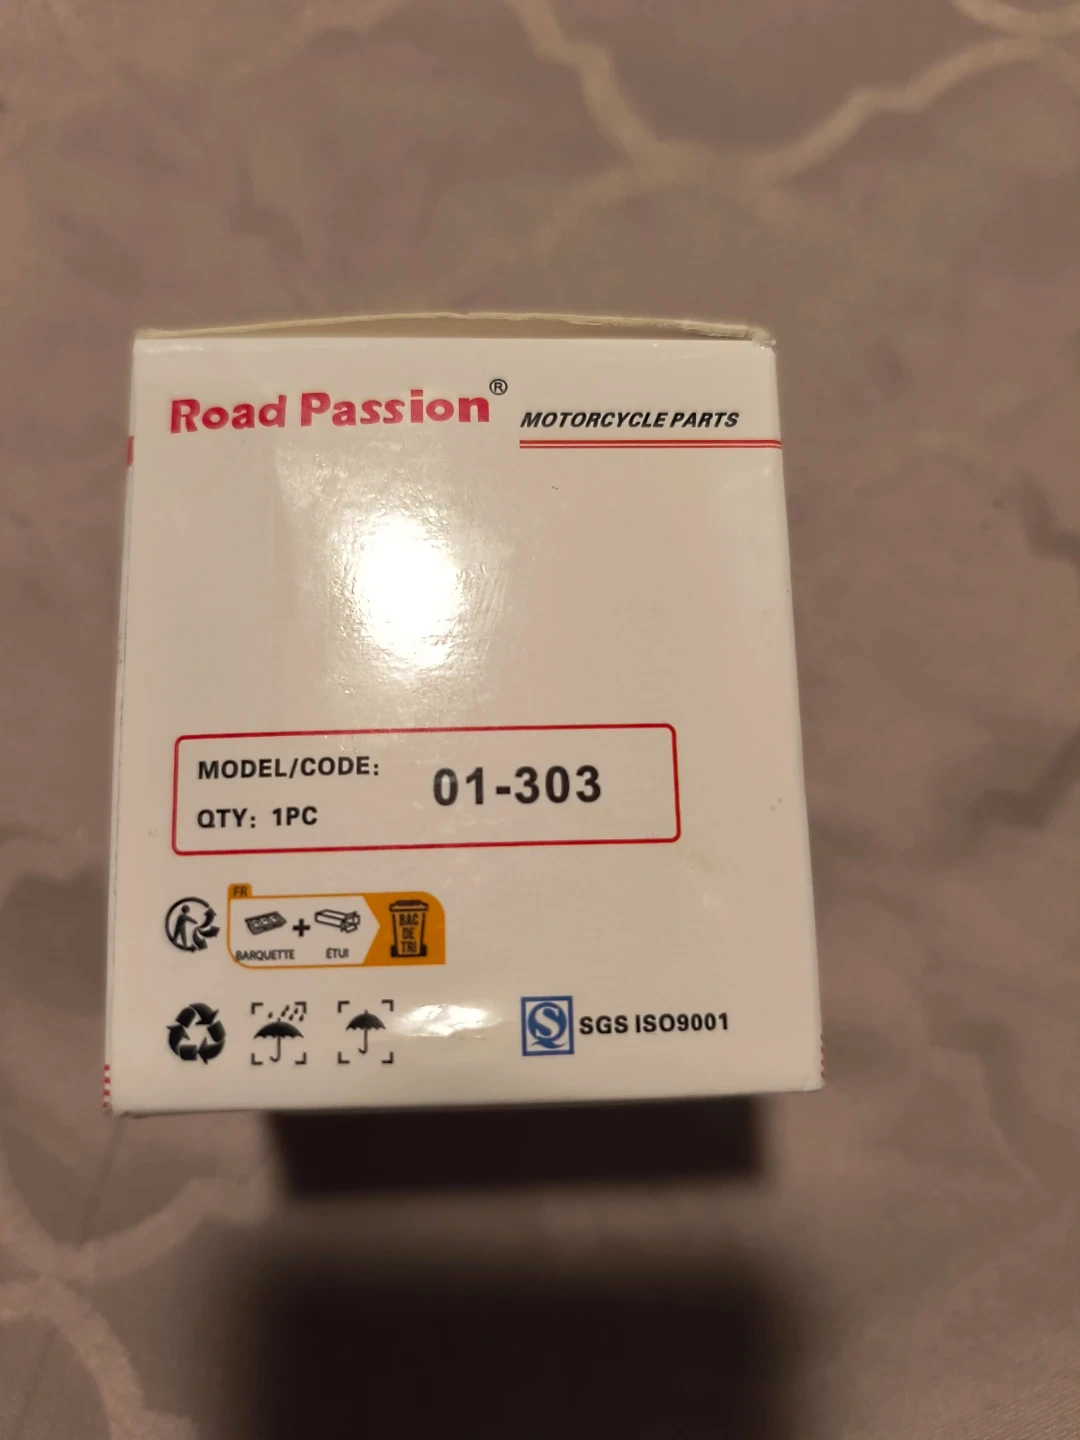 Road Passion® MOTORCYCLE PARTS
MODEL/CODE: 01-303
QTY: 1PC
FR
BARQUETTE + ÉTUI
BAC
DE
TRI
SGS ISO9001